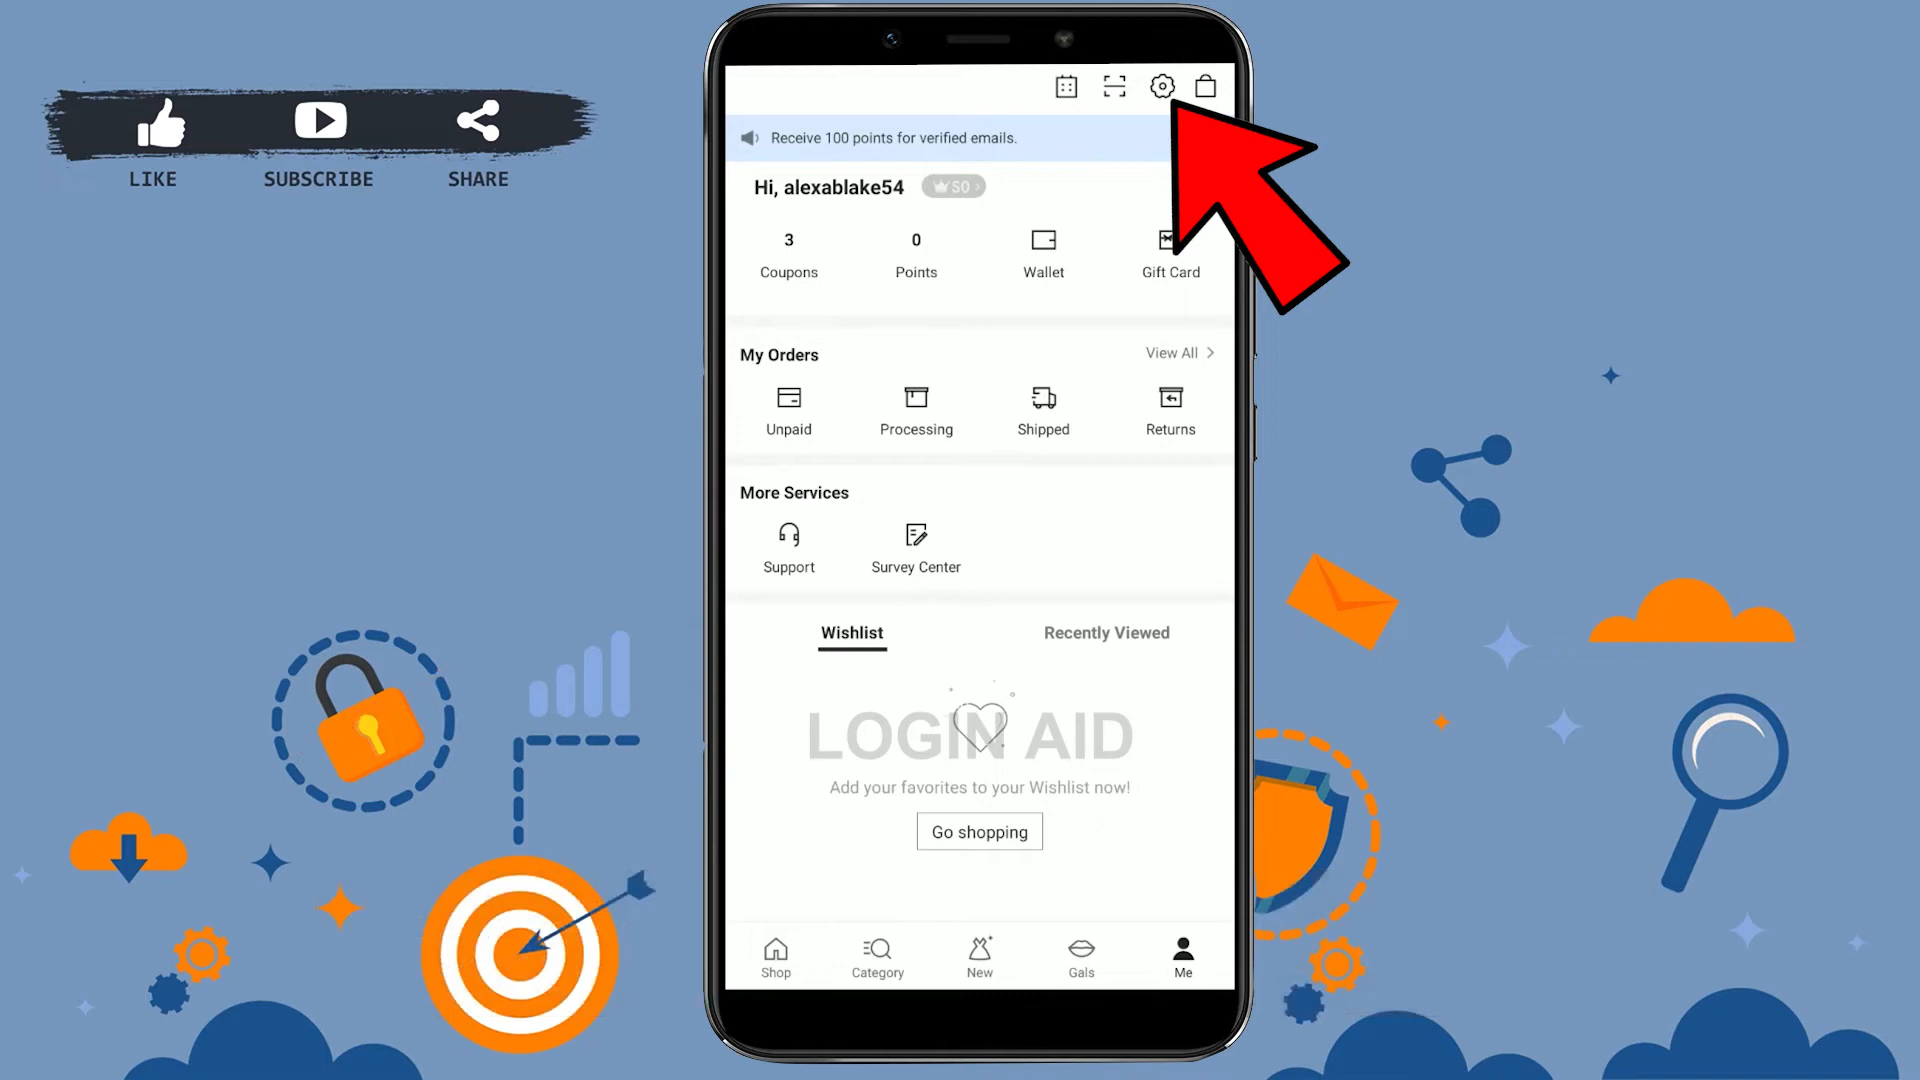 LIKE SUBSCRIBE SHARE
Receive 100 points for verified emails.
Hi, alexablake54 S0 >
3 0
Coupons Points Wallet Gift Card
My Orders View All >
Unpaid Processing Shipped Returns
More Services
Support Survey Center
Wishlist Recently Viewed
LOGIN AID
Add your favorites to your Wishlist now!
Go shopping
Shop Category New Gals Me